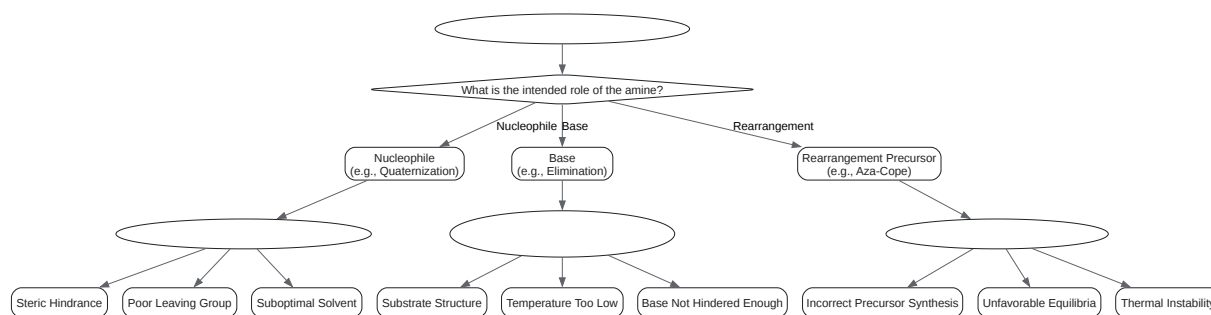 What is the intended role of the amine?
Nucleophile
Base
Rearrangement
Nucleophile
(e.g., Quaternization)
Base
(e.g., Elimination)
Rearrangement Precursor
(e.g., Aza-Cope)
Steric Hindrance
Poor Leaving Group
Suboptimal Solvent
Substrate Structure
Temperature Too Low
Base Not Hindered Enough
Incorrect Precursor Synthesis
Unfavorable Equilibria
Thermal Instability